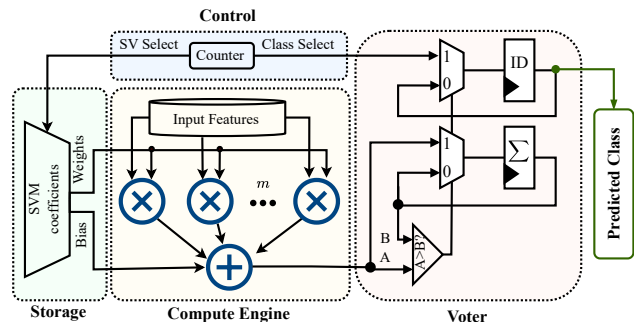 Control
SV Select
Counter
Class Select
Input Features
Weights
SVM
coefficients
Bias
m
1
0
ID
1
0
Σ
B
A
A>B?
Predicted Class
Storage
Compute Engine
Voter